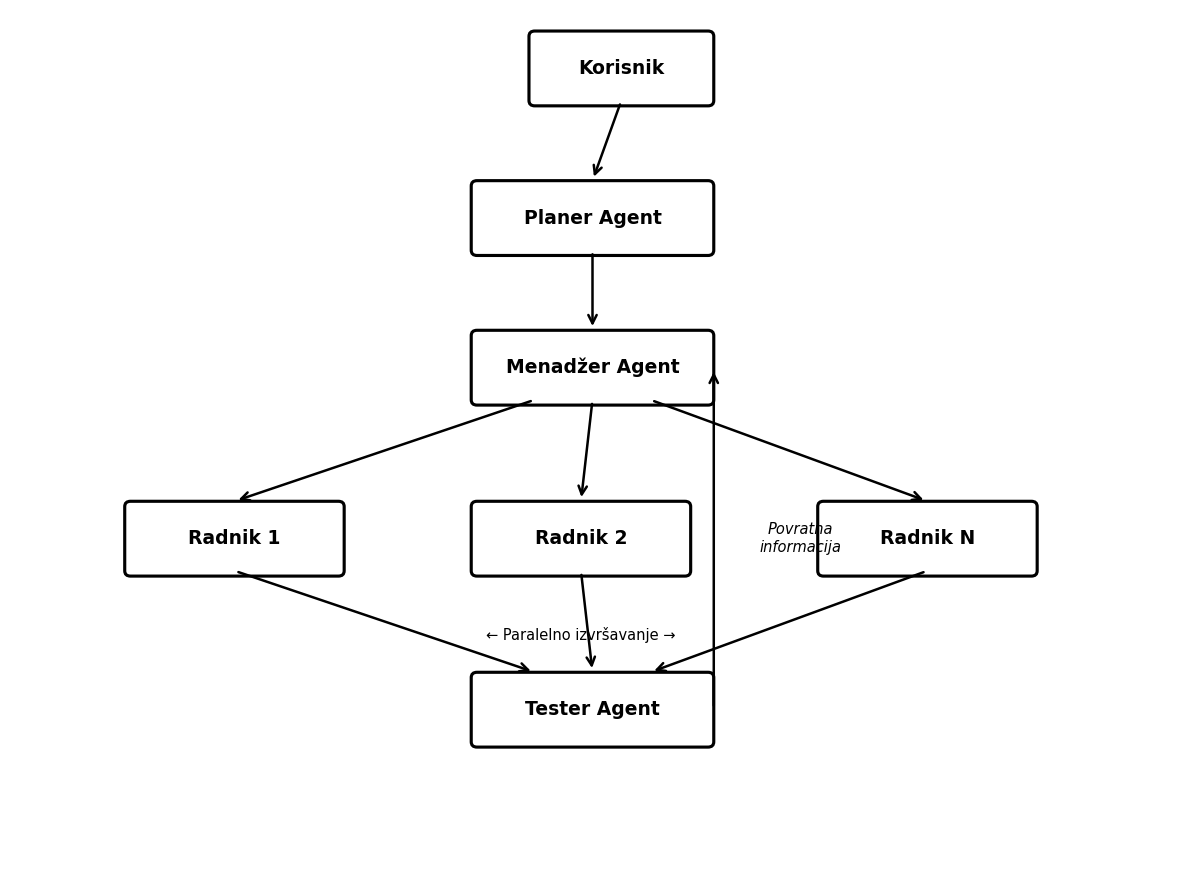 Korisnik
Planer Agent
Menadžer Agent
Radnik 1
Radnik 2
Povratna
informacija
Radnik N
← Paralelno izvršavanje →
Tester Agent